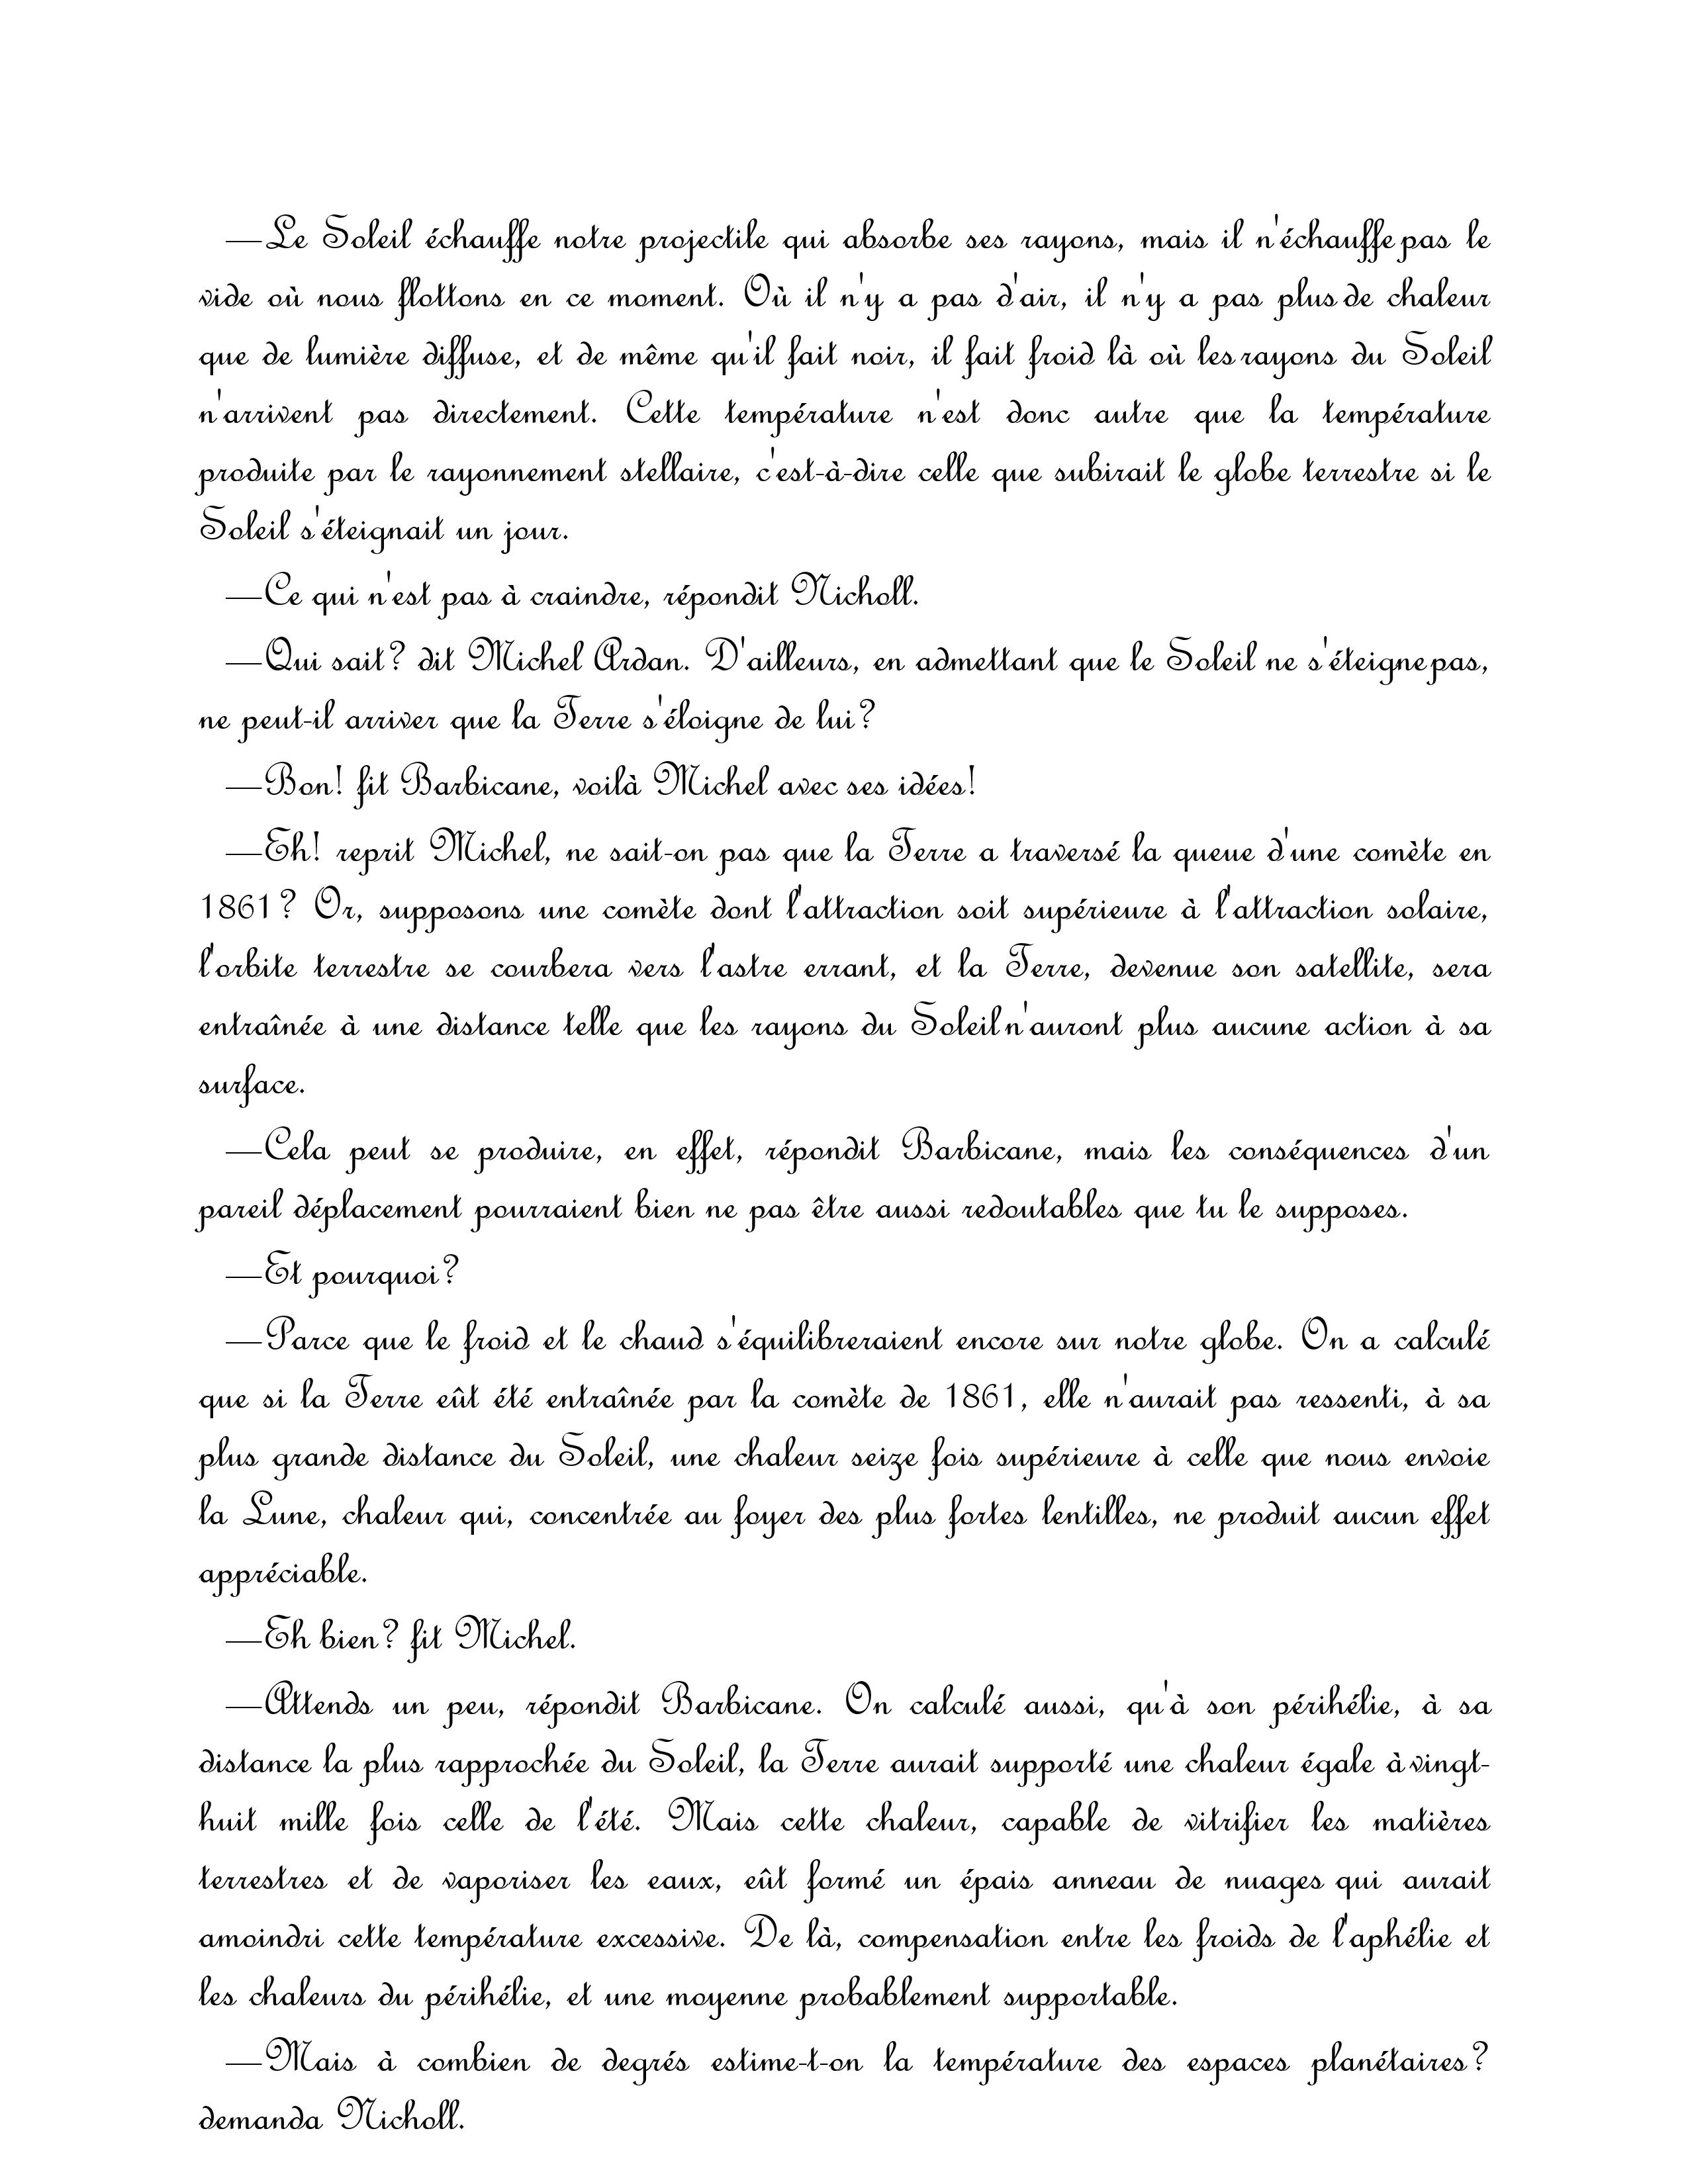 —Le Soleil échauffe notre projectile qui absorbe ses rayons, mais il n'échauffe pas le
vide où nous flottons en ce moment. Où il n'y a pas d'air, il n'y a pas plus de chaleur
que de lumière diffuse, et de même qu'il fait noir, il fait froid là où les rayons du Soleil
n'arrivent pas directement. Cette température n'est donc autre que la température
produite par le rayonnement stellaire, c'est-à-dire celle que subirait le globe terrestre si le
Soleil s'éteignait un jour.
—Ce qui n'est pas à craindre, répondit Nicholl.
—Qui sait? dit Michel Ardan. D'ailleurs, en admettant que le Soleil ne s'éteigne pas,
ne peut-il arriver que la Terre s'éloigne de lui?
—Bon! fit Barbicane, voilà Michel avec ses idées!
—Eh! reprit Michel, ne sait-on pas que la Terre a traversé la queue d'une comète en
1861? Or, supposons une comète dont l'attraction soit supérieure à l'attraction solaire,
l'orbite terrestre se courbera vers l'astre errant, et la Terre, devenue son satellite, sera
entraînée à une distance telle que les rayons du Soleil n'auront plus aucune action à sa
surface.
—Cela peut se produire, en effet, répondit Barbicane, mais les conséquences d'un
pareil déplacement pourraient bien ne pas être aussi redoutables que tu le supposes.
—Et pourquoi?
—Parce que le froid et le chaud s'équilibreraient encore sur notre globe. On a calculé
que si la Terre eût été entraînée par la comète de 1861, elle n'aurait pas ressenti, à sa
plus grande distance du Soleil, une chaleur seize fois supérieure à celle que nous envoie
la Lune, chaleur qui, concentrée au foyer des plus fortes lentilles, ne produit aucun effet
appréciable.
—Eh bien? fit Michel.
—Attends un peu, répondit Barbicane. On calculé aussi, qu'à son périhélie, à sa
distance la plus rapprochée du Soleil, la Terre aurait supporté une chaleur égale à vingt-
huit mille fois celle de l'été. Mais cette chaleur, capable de vitrifier les matières
terrestres et de vaporiser les eaux, eût formé un épais anneau de nuages qui aurait
amoindri cette température excessive. De là, compensation entre les froids de l'aphélie et
les chaleurs du périhélie, et une moyenne probablement supportable.
—Mais à combien de degrés estime-t-on la température des espaces planétaires?
demanda Nicholl.